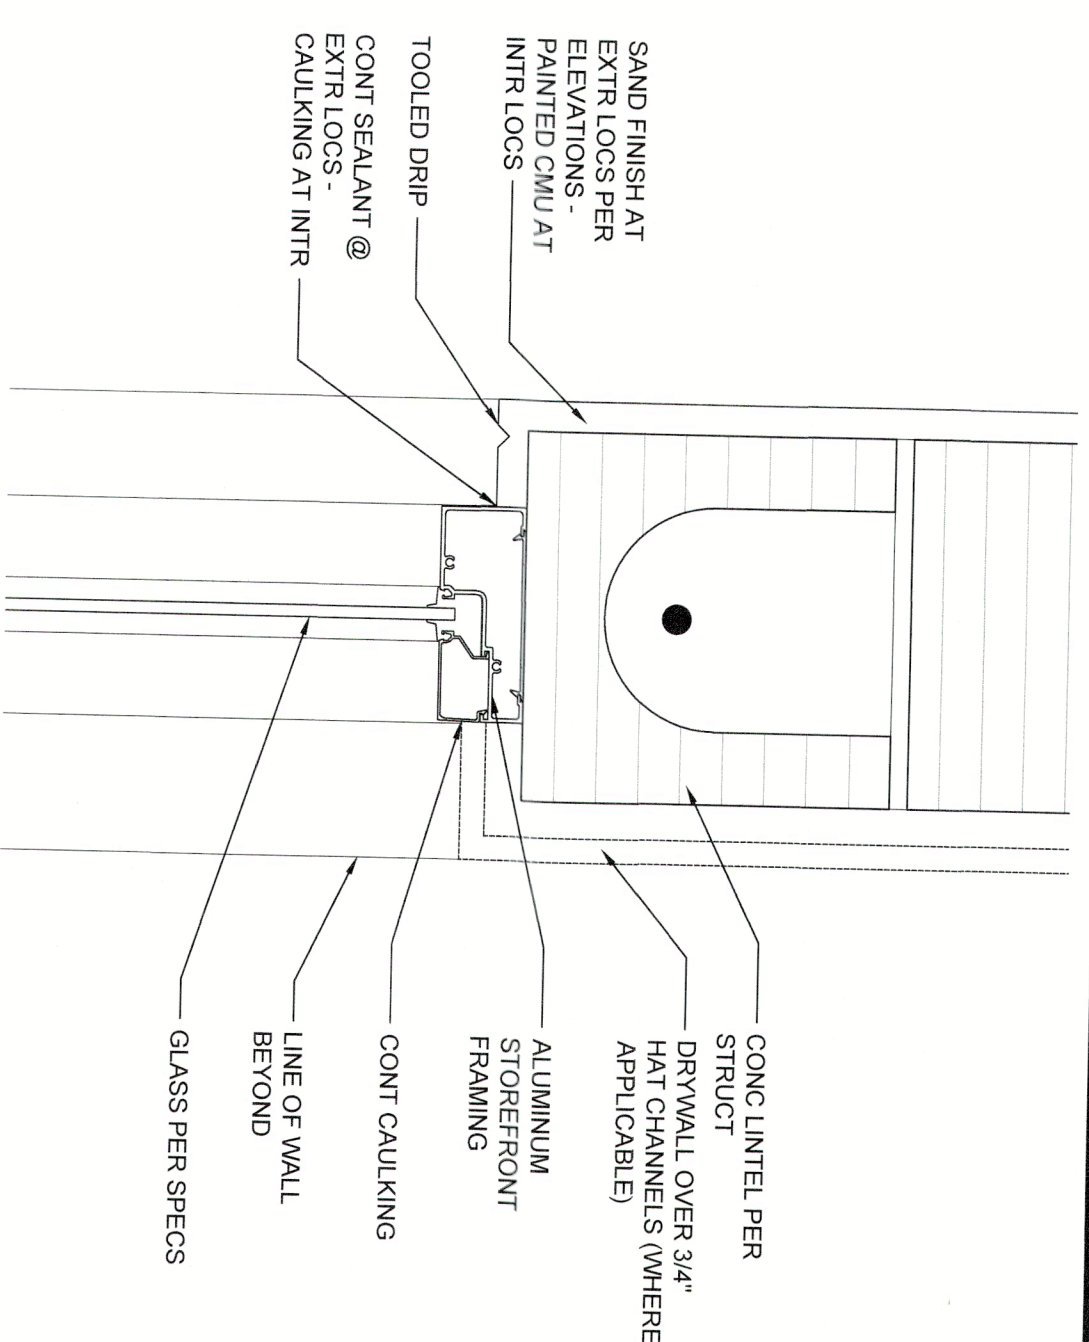 SAND FINISH AT
EXTR LOCS PER
ELEVATIONS -
PAINTED CMU AT
INTR LOCS
TOOLED DRIP
CONT SEALANT @
EXTR LOCS -
CAULKING AT INTR
CONC LINTEL PER
STRUCT
DRYWALL OVER 3/4"
HAT CHANNELS (WHERE
APPLICABLE)
ALUMINUM
STOREFRONT
FRAMING
CONT CAULKING
LINE OF WALL
BEYOND
GLASS PER SPECS